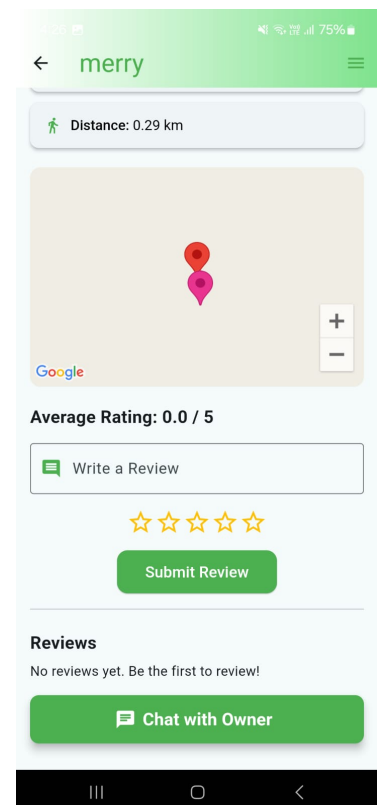 75%
merry
Distance: 0.29 km
+
−
Google
Average Rating: 0.0 / 5
Write a Review
Submit Review
Reviews
No reviews yet. Be the first to review!
Chat with Owner